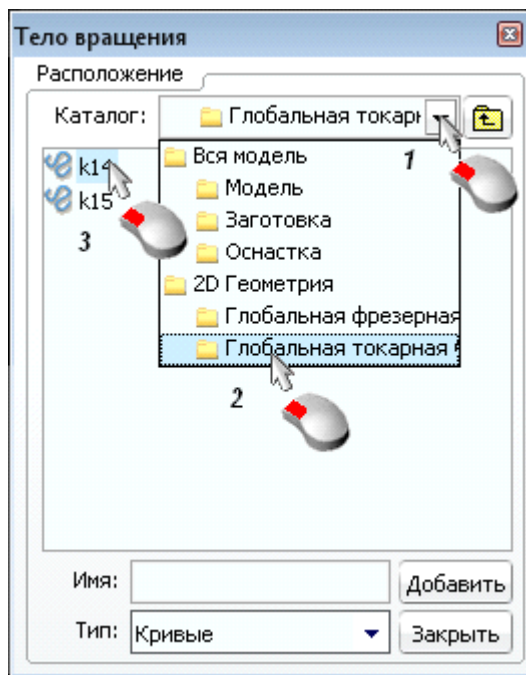 Тело вращения
Расположение
Каталог: Глобальная токарн
k14
k15
Вся модель
Модель
Заготовка
Оснастка
2D Геометрия
Глобальная фрезерная
Глобальная токарная
1
2
3
Имя:
Добавить
Тип: Кривые
Закрыть